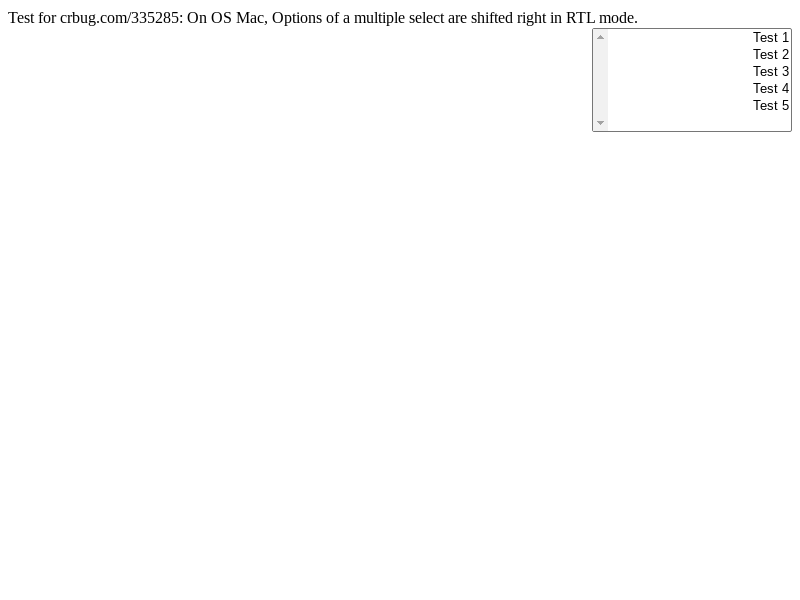 Test for crbug.com/335285: On OS Mac, Options of a multiple select are shifted right in RTL mode.
Test 1
Test 2
Test 3
Test 4
Test 5